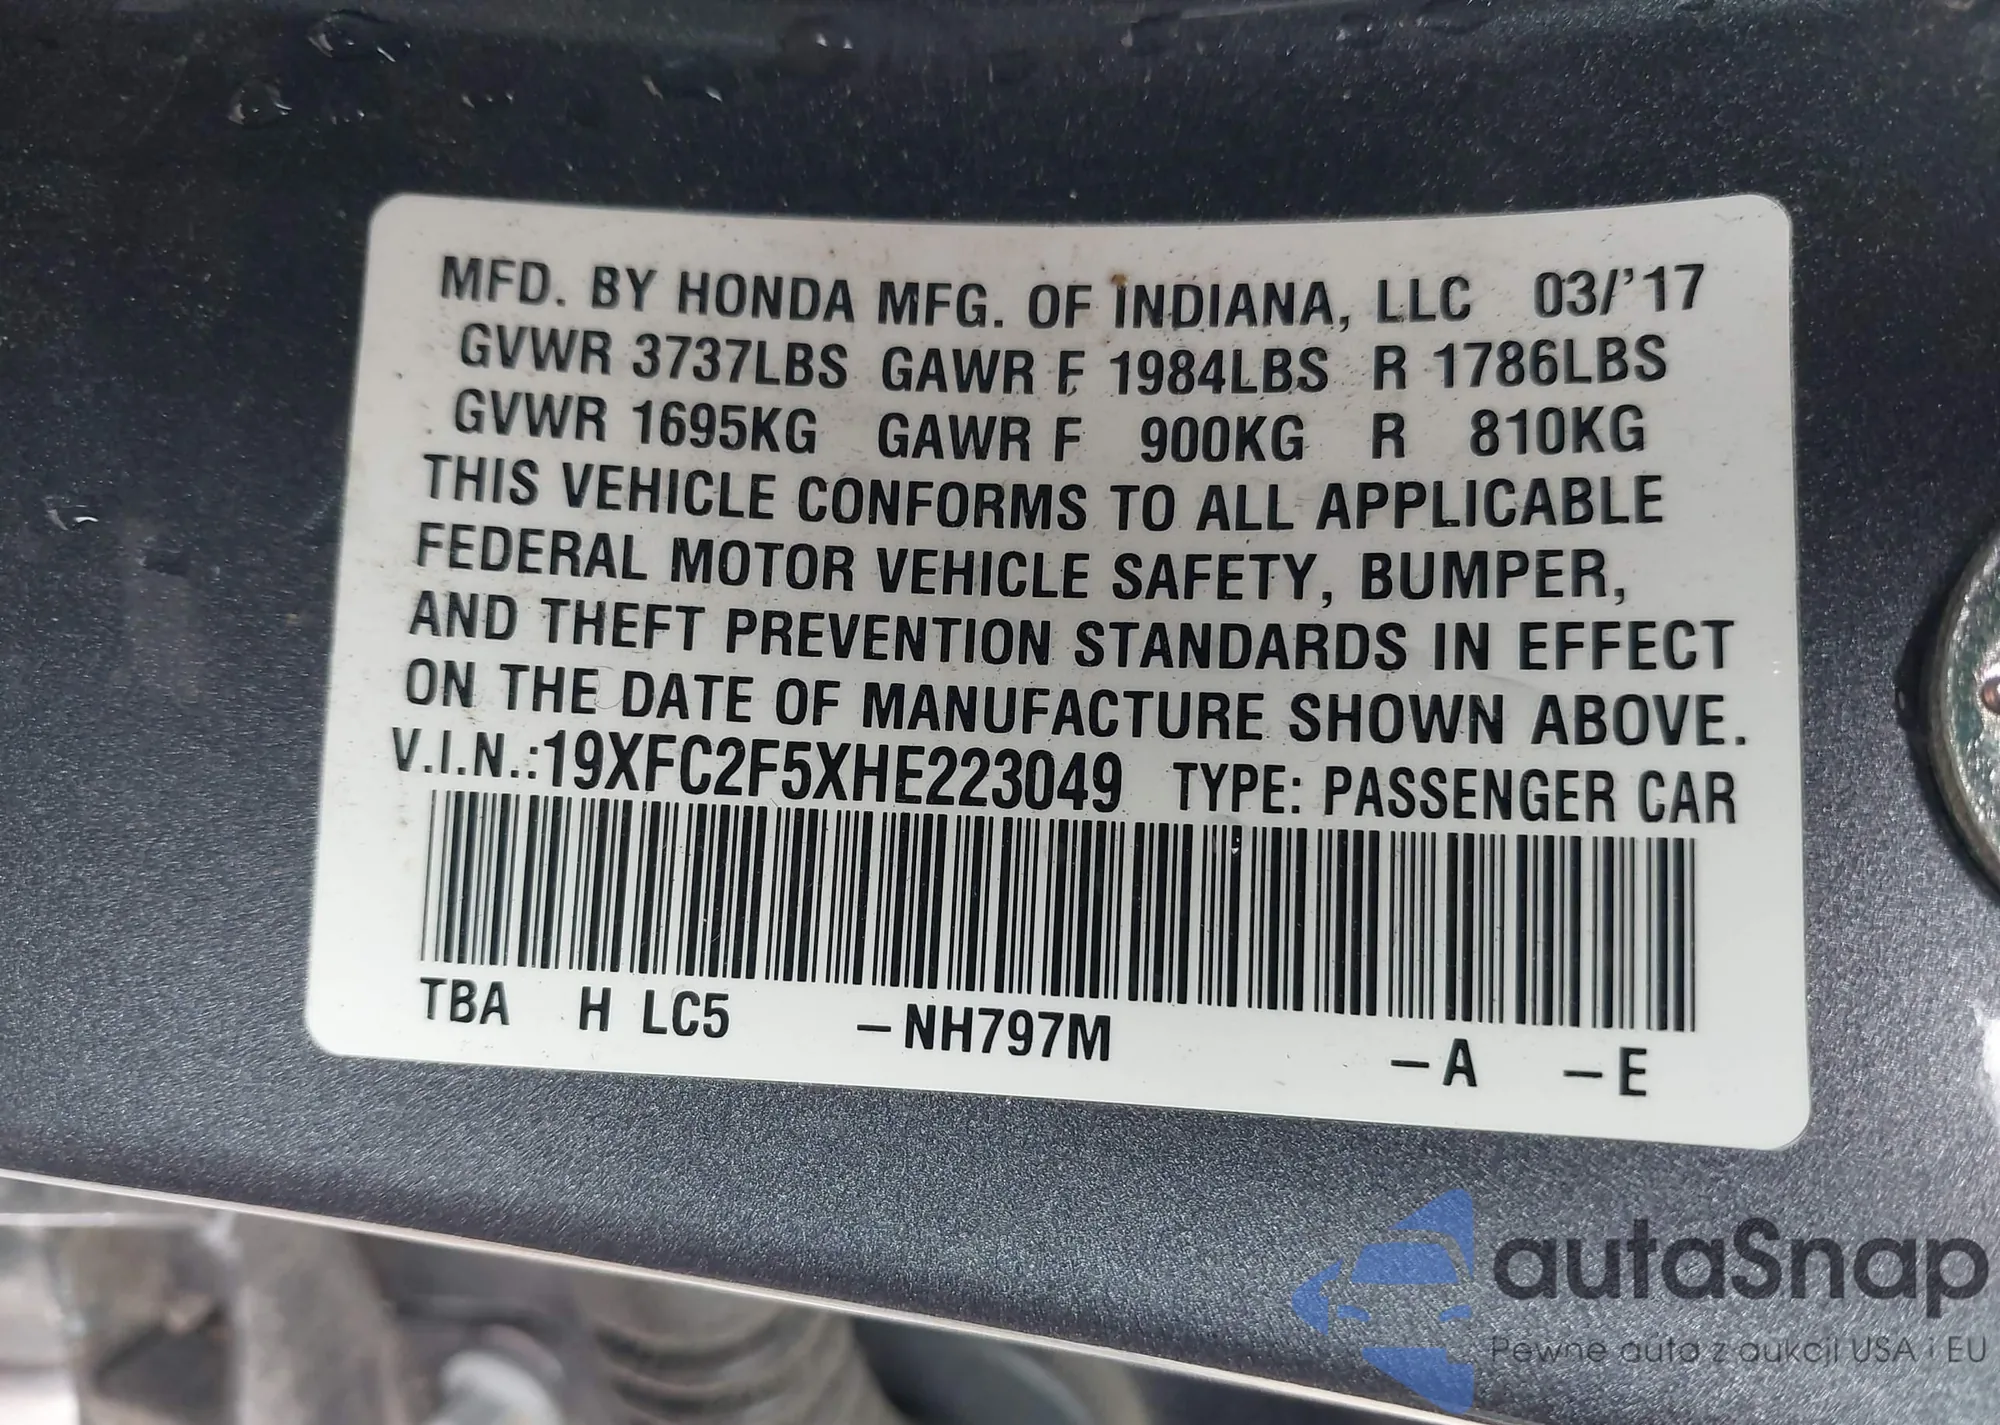 MFD. BY HONDA MFG. OF INDIANA, LLC 03/'17
GVWR 3737LBS GAWR F 1984LBS R 1786LBS
GVWR 1695KG GAWR F 900KG R 810KG
THIS VEHICLE CONFORMS TO ALL APPLICABLE
FEDERAL MOTOR VEHICLE SAFETY, BUMPER,
AND THEFT PREVENTION STANDARDS IN EFFECT
ON THE DATE OF MANUFACTURE SHOWN ABOVE.
V.I.N.:19XFC2F5XHE223049 TYPE: PASSENGER CAR
TBA H LC5 –NH797M –A –E
autaSnap
Pewne auta z aukcji USA i EU